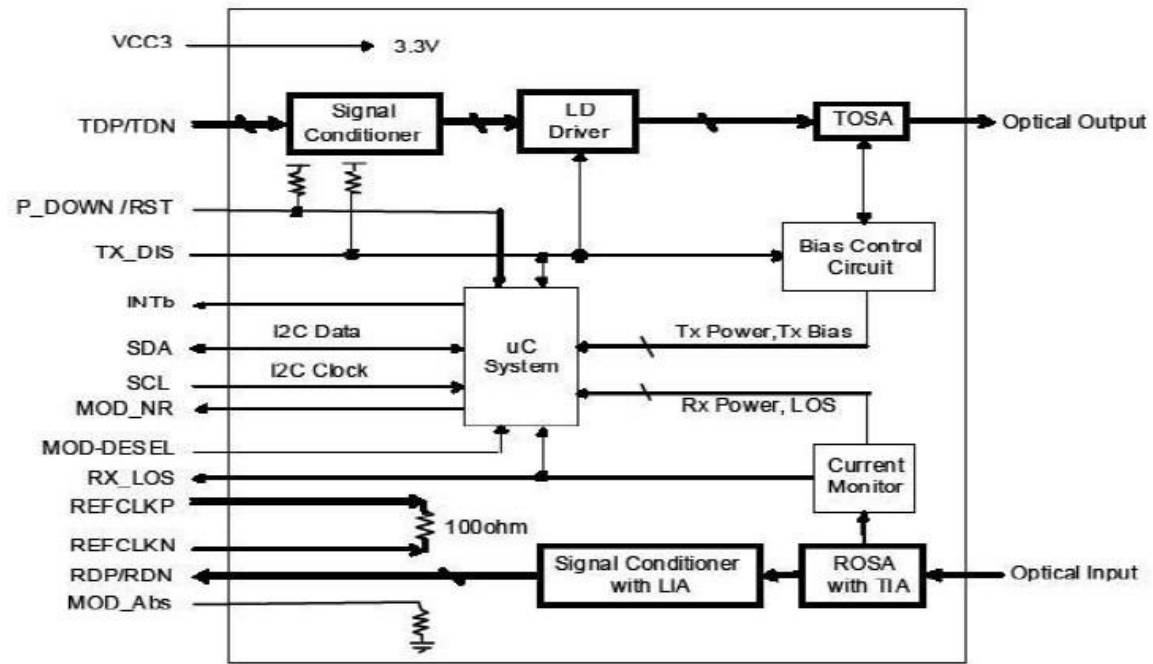 VCC3
3.3V
TDP/TDN
Signal
Conditioner
LD
Driver
TOSA
Optical Output
P_DOWN /RST
TX_DIS
Bias Control
Circuit
INTb
I2C Data
SDA
uC
System
Tx Power,Tx Bias
I2C Clock
SCL
MOD_NR
Rx Power, LOS
MOD-DESEL
RX_LOS
Current
Monitor
REFCLKP
100ohm
REFCLKN
RDP/RDN
Signal Conditioner
with LIA
ROSA
with TIA
Optical Input
MOD_Abs